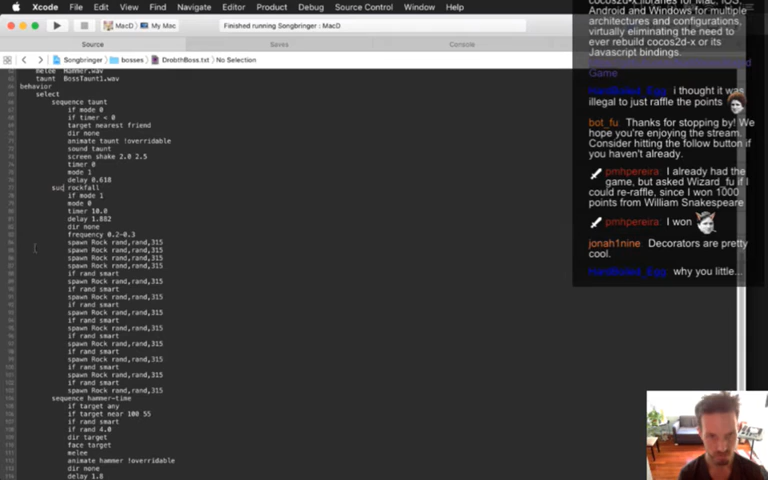 Xcode File Edit View Find Navigate Editor Product Debug Source Control Window Help
MacD My Mac
Finished running Songbringer : MacD
Source
Saves
Console
Songbringer bosses DrobthBoss.txt No Selection
melee Hammer.wav
taunt BossTaunt1.wav
behavior
select
sequence taunt
if mode 0
if timer < 0
target nearest friend
dir none
animate taunt !overridable
sound taunt
screen shake 2.0 2.5
timer 0
mode 1
delay 0.618
suc rockfall
if mode 1
mode 0
timer 10.0
delay 1.882
dir none
frequency 0.2~0.3
spawn Rock rand,rand,315
spawn Rock rand,rand,315
spawn Rock rand,rand,315
spawn Rock rand,rand,315
if rand smart
spawn Rock rand,rand,315
if rand smart
spawn Rock rand,rand,315
if rand smart
spawn Rock rand,rand,315
if rand smart
spawn Rock rand,rand,315
if rand smart
spawn Rock rand,rand,315
if rand smart
spawn Rock rand,rand,315
if rand smart
spawn Rock rand,rand,315
if rand smart
spawn Rock rand,rand,315
sequence hammer-time
if target any
if target near 100 55
if rand smart
if rand 4.0
dir target
face target
melee
animate hammer !overridable
dir none
delay 1.8
cocos2d-x libraries for Mac, iOS,
Android and Windows for multiple
architectures and configurations,
virtually eliminating the need to
ever rebuild cocos2d-x or its
Javascript bindings.
Game
i thought it was
illegal to just raffle the points
bot_fu: Thanks for stopping by! We
hope you're enjoying the stream.
Consider hitting the follow button if
you haven't already.
pmhpereira: I already had the
game, but asked Wizard_fu if I
could re-raffle, since I won 1000
points from William Snakespeare
pmhpereira: I won
jonah1nine: Decorators are pretty
cool.
why you little...